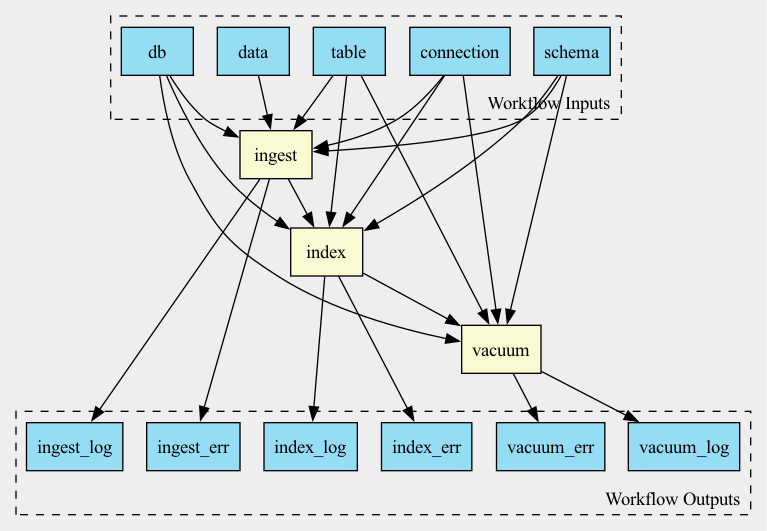 db
data
table
connection
schema
Workflow Inputs
ingest
index
vacuum
ingest_log
ingest_err
index_log
index_err
vacuum_err
vacuum_log
Workflow Outputs